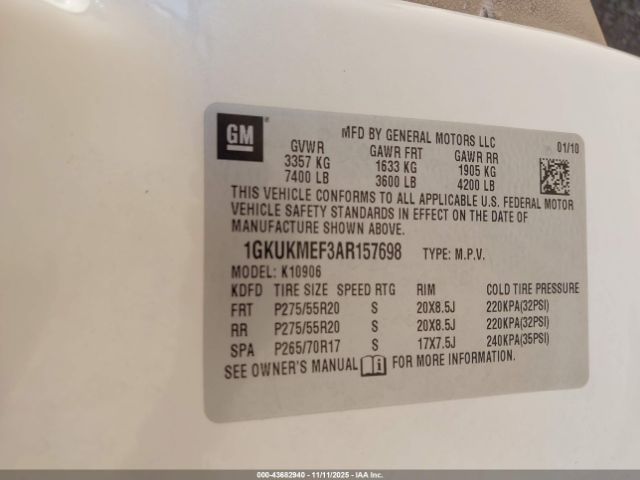 GM
MFD BY GENERAL MOTORS LLC 01/10
GVWR GAWR FRT GAWR RR
3357 KG 1633 KG 1905 KG
7400 LB 3600 LB 4200 LB
THIS VEHICLE CONFORMS TO ALL APPLICABLE U.S. FEDERAL MOTOR
VEHICLE SAFETY STANDARDS IN EFFECT ON THE DATE OF
MANUFACTURE SHOWN ABOVE.
1GKUKMEF3AR157698 TYPE: M.P.V.
MODEL: K10906
KDFD TIRE SIZE SPEED RTG RIM COLD TIRE PRESSURE
FRT P275/55R20 S 20X8.5J 220KPA(32PSI)
RR P275/55R20 S 20X8.5J 220KPA(32PSI)
SPA P265/70R17 S 17X7.5J 240KPA(35PSI)
SEE OWNER'S MANUAL FOR MORE INFORMATION.
000-43682940 - 11/11/2025 - IAA Inc.